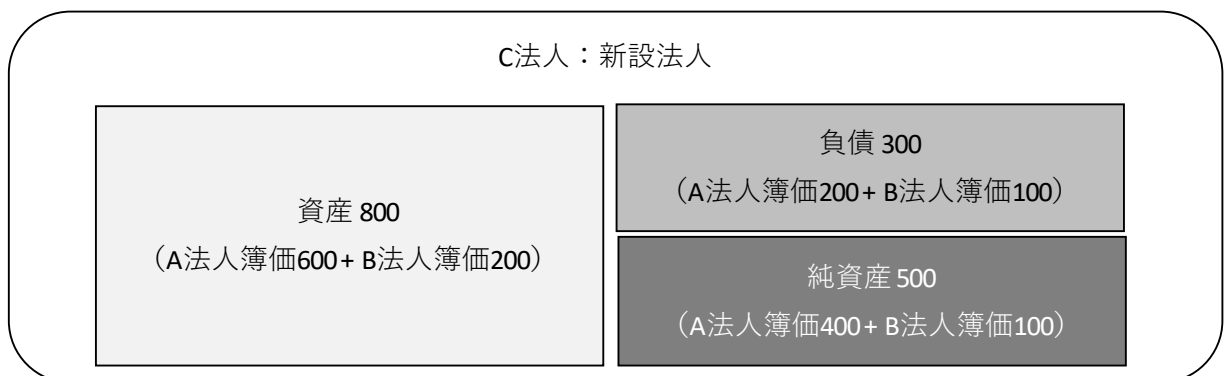 C法人：新設法人
資産 800
（A法人簿価600+ B法人簿価200）
負債 300
（A法人簿価200+ B法人簿価100）
純資産 500
（A法人簿価400+ B法人簿価100）